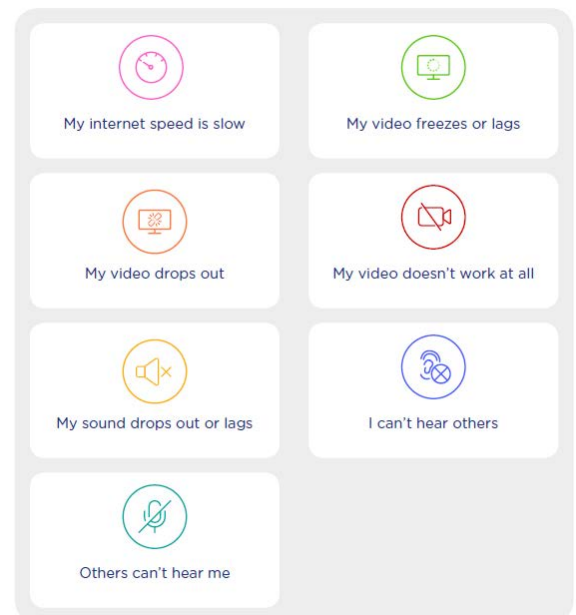 My internet speed is slow
My video freezes or lags
My video drops out
My video doesn't work at all
My sound drops out or lags
I can't hear others
Others can't hear me